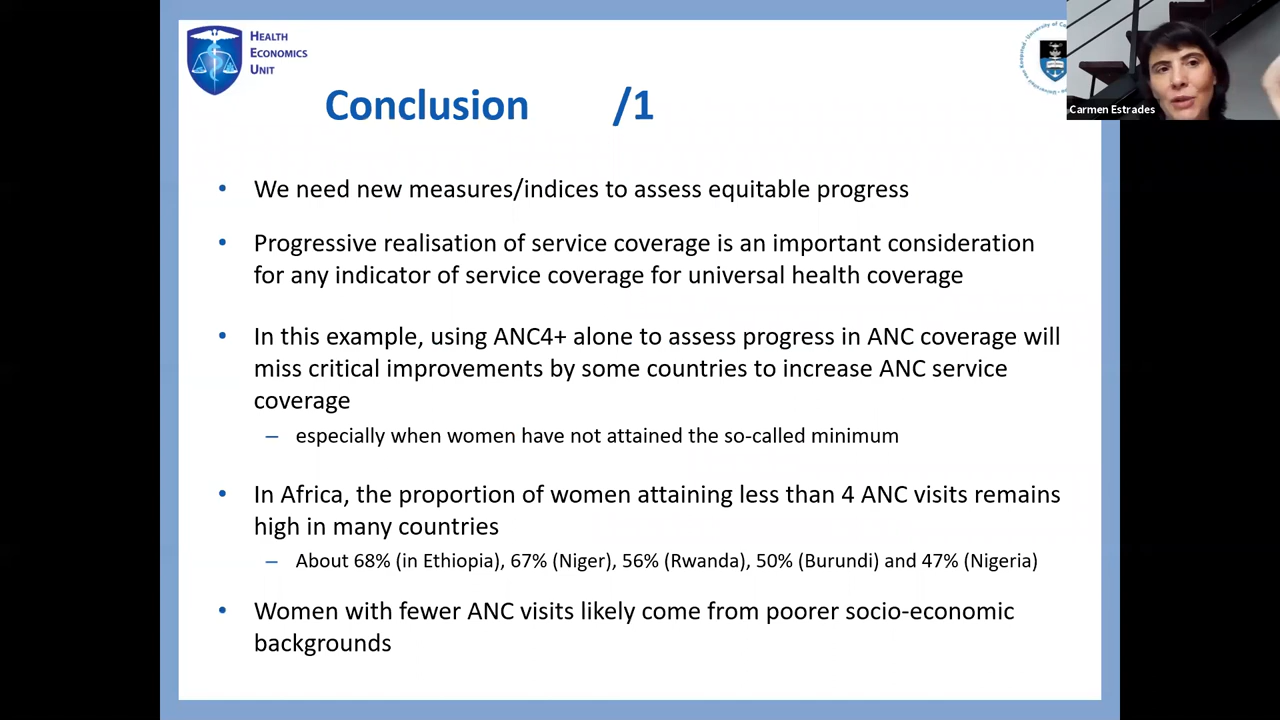 HEALTH
ECONOMICS
UNIT
Conclusion /1
Carmen Estrades
• We need new measures/indices to assess equitable progress
• Progressive realisation of service coverage is an important consideration
for any indicator of service coverage for universal health coverage
• In this example, using ANC4+ alone to assess progress in ANC coverage will
miss critical improvements by some countries to increase ANC service
coverage
– especially when women have not attained the so-called minimum
• In Africa, the proportion of women attaining less than 4 ANC visits remains
high in many countries
– About 68% (in Ethiopia), 67% (Niger), 56% (Rwanda), 50% (Burundi) and 47% (Nigeria)
• Women with fewer ANC visits likely come from poorer socio-economic
backgrounds